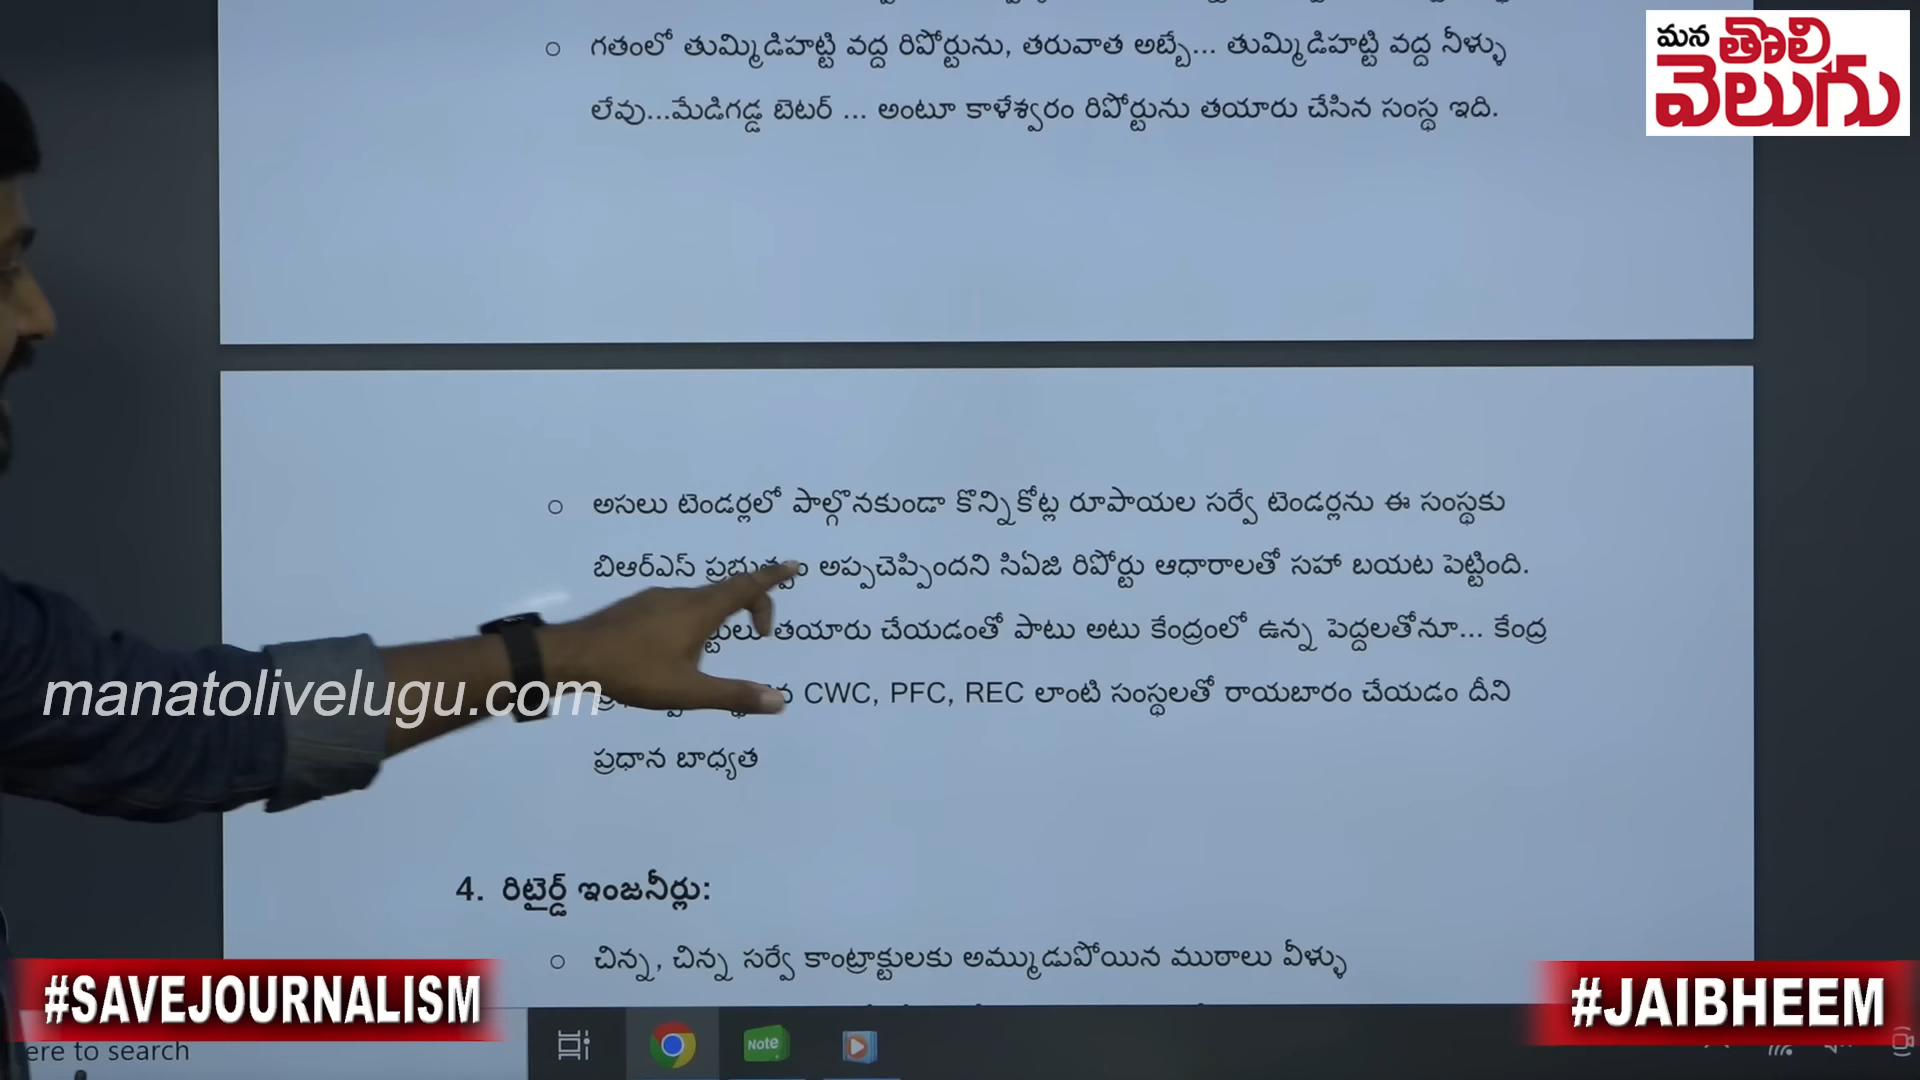 మన తొలి వెలుగు
గతంలో తుమ్మిడిహట్టి వద్ద రిపోర్టును, తరువాత అబ్బే... తుమ్మిడిహట్టి వద్ద నీళ్ళు
లేవు...మేడిగడ్డ బెటర్ ... అంటూ కాళేశ్వరం రిపోర్టును తయారు చేసిన సంస్థ ఇది.
అసలు టెండర్లలో పాల్గొనకుండా కొన్నికోట్ల రూపాయల సర్వే టెండర్లను ఈ సంస్థకు
బిఆర్ఎస్ ప్రభుత్వం అప్పచెప్పిందని సిఏజి రిపోర్టు ఆధారాలతో సహా బయట పెట్టింది.
తయారు చేయడంతో పాటు అటు కేంద్రంలో ఉన్న పెద్దలతోనూ... కేంద్ర
CWC, PFC, REC లాంటి సంస్థలతో రాయబారం చేయడం దీని
ప్రధాన బాధ్యత
manatolivelugu.com
4. రిటైర్డ్ ఇంజనీర్లు:
చిన్న, చిన్న సర్వే కాంట్రాక్టులకు అమ్ముడుపోయిన ముఠాలు వీళ్ళు
#SAVEJOURNALISM
#JAIBHEEM
ere to search
Note